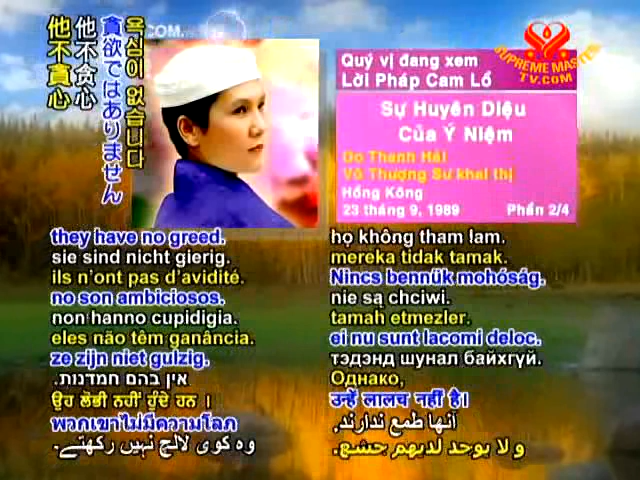 他不貪心
他不贪心
貪欲ではありません
욕심이 없습니다
COM.
SUPREME MASTER
TV.COM
Quý vị đang xem
Lời Pháp Cam Lồ
Sự Huyền Diệu
Của Ý Niệm
Do Thanh Hải
Vô Thượng Sư khai thị
Hồng Kông
23 tháng 9, 1989 Phần 2/4
they have no greed.
sie sind nicht gierig.
ils n'ont pas d'avidité.
no son ambiciosos.
non hanno cupidigia.
eles não têm ganância.
ze zijn niet gulzig.
אין בהם חמדנות.
ਉਹ ਲੋਭੀ ਨਹੀਂ ਹੁੰਦੇ ਹਨ ।
พวกเขาไม่มีความโลภ
وہ کوی لالچ نہیں رکھتے.
họ không tham lam.
mereka tidak tamak.
Nincs bennük mohóság.
nie są chciwi.
tamah etmezler.
ei nu sunt lacomi deloc.
тэдэнд шунал байхгүй.
Однако,
उन्हें लालच नहीं है।
آنها طمع ندارند,
و لا يوجد لديهم جشع.